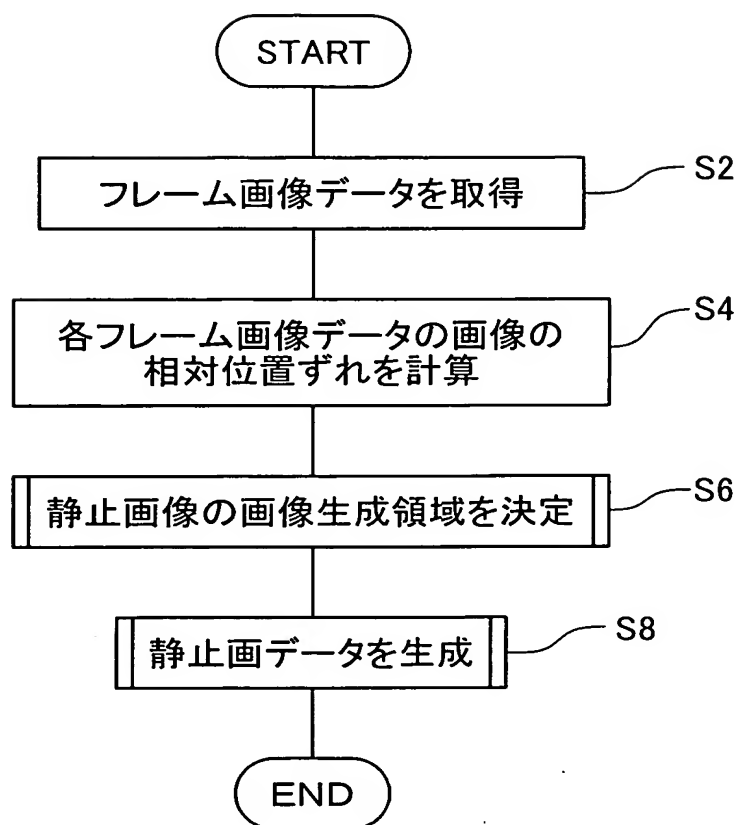 START
フレーム画像データを取得
S2
各フレーム画像データの画像の
相対位置ずれを計算
S4
静止画像の画像生成領域を決定
S6
静止画データを生成
S8
END